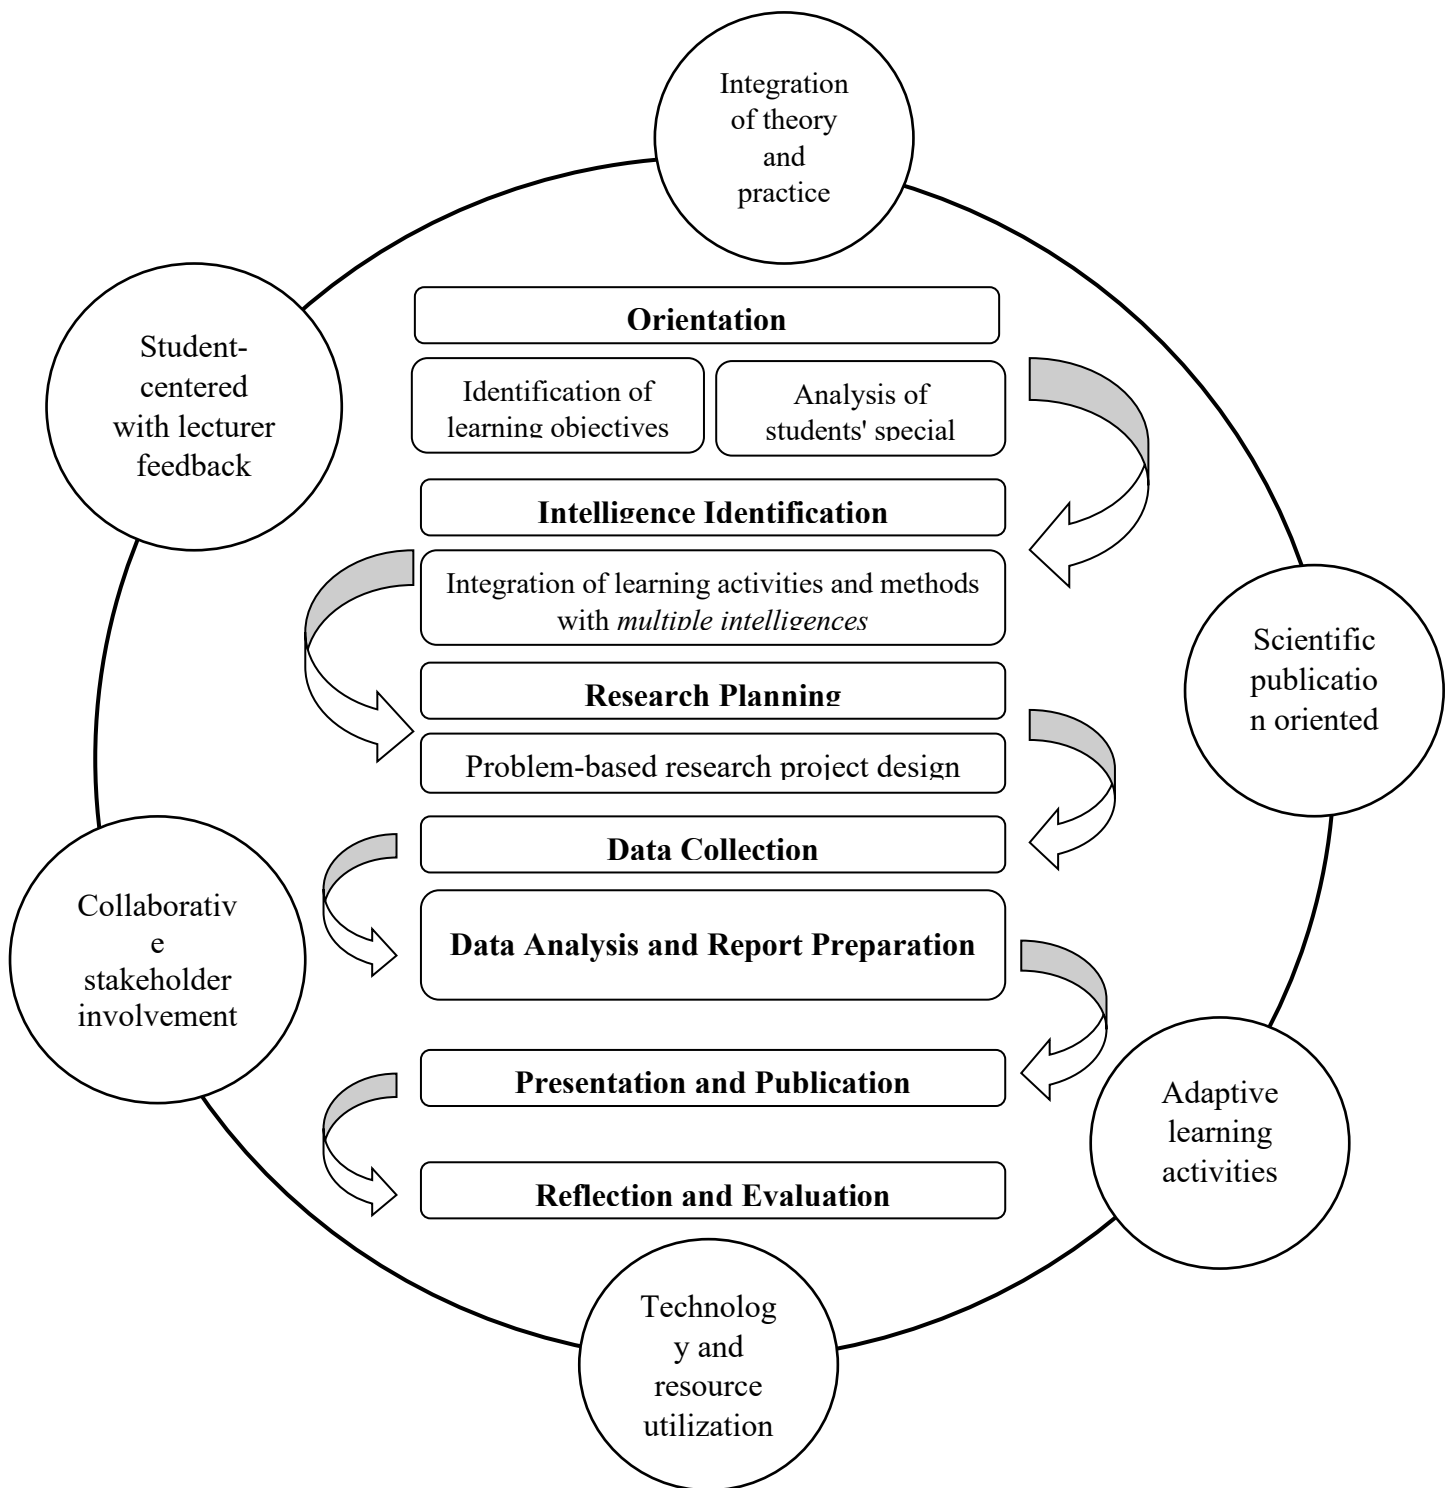 Integration
of theory
and
practice
Student-
centered
with lecturer
feedback
Orientation
Identification of
learning objectives
Analysis of
students' special
Intelligence Identification
Integration of learning activities and methods
with multiple intelligences
Research Planning
Problem-based research project design
Scientific
publicatio
n oriented
Data Collection
Data Analysis and Report Preparation
Collaborativ
e
stakeholder
involvement
Presentation and Publication
Adaptive
learning
activities
Reflection and Evaluation
Technolog
y and
resource
utilization